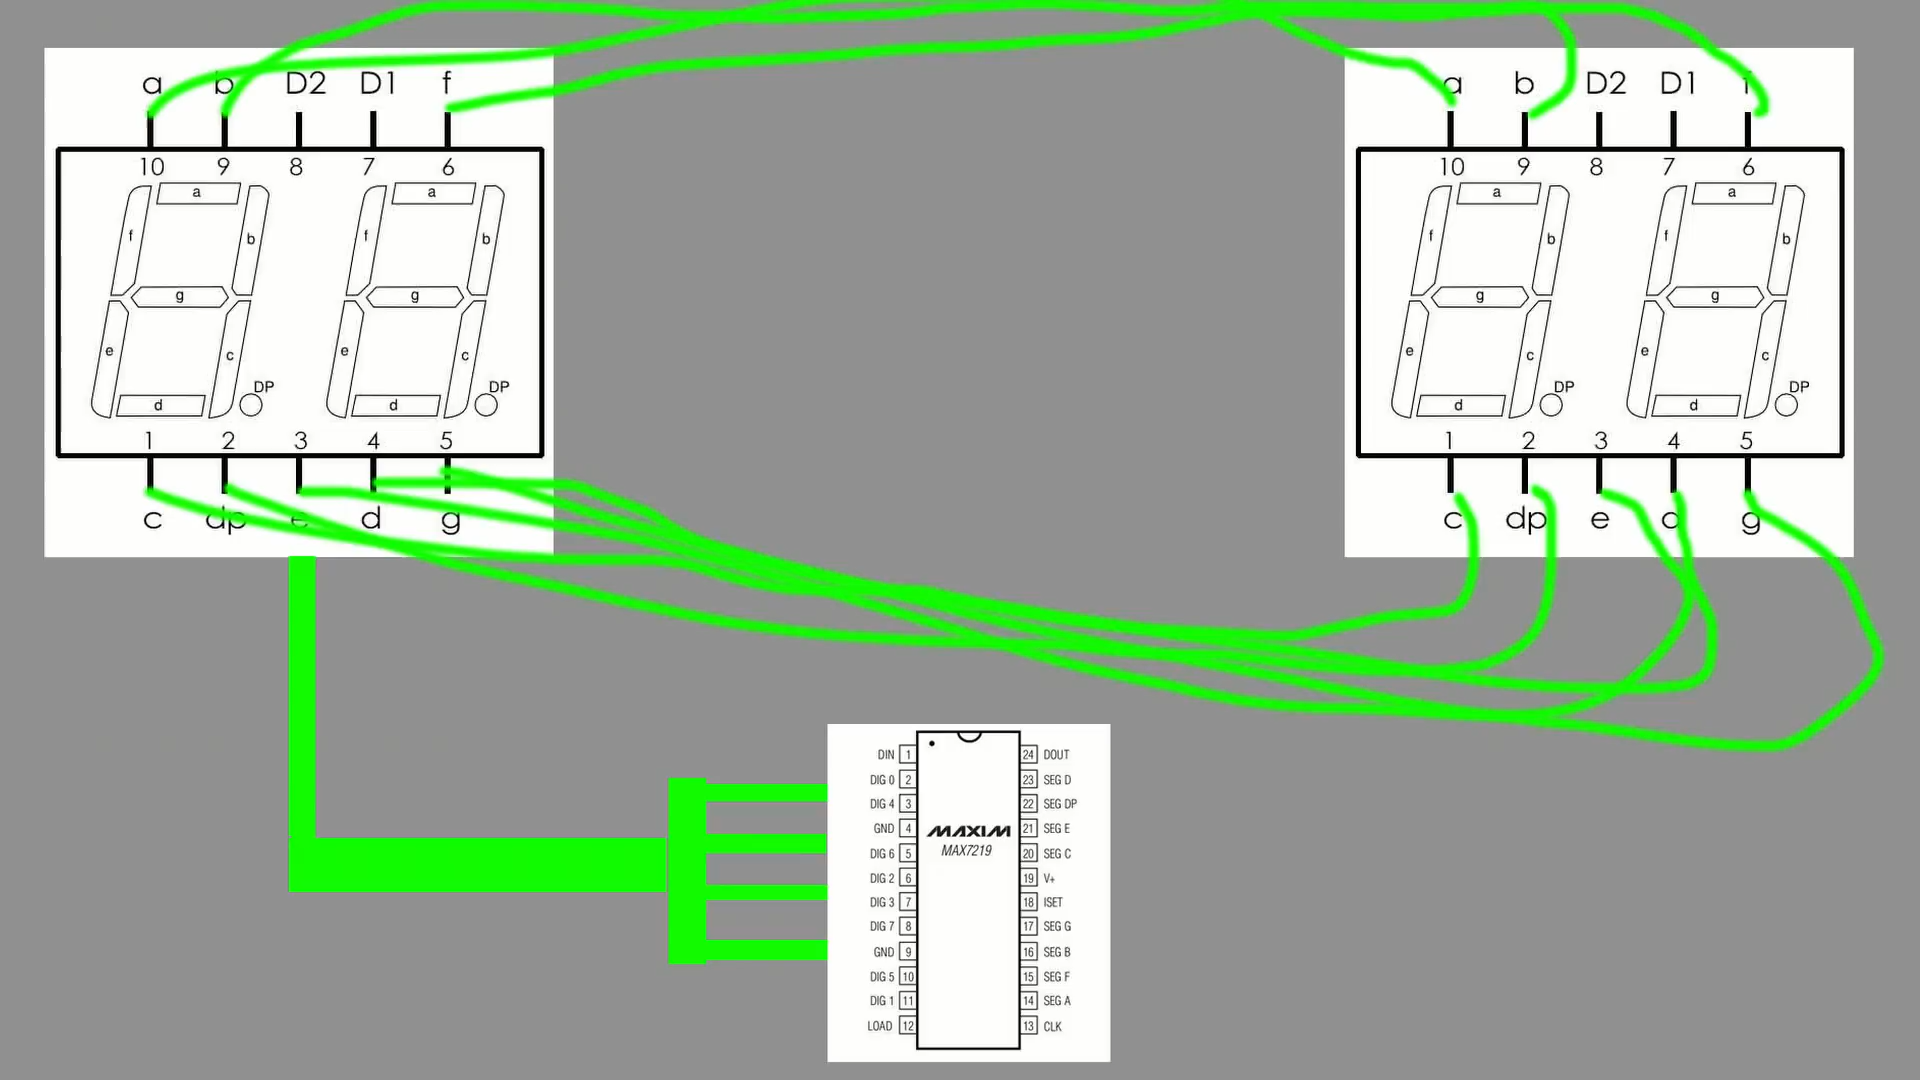 a b D2 D1 f
10 9 8 7 6
a a
f b f b
g g
e c e c
DP DP
d d
1 2 3 4 5
c dp e d g
a b D2 D1 f
10 9 8 7 6
a a
f b f b
g g
e c e c
DP DP
d d
1 2 3 4 5
c dp e d g
DIN 1 24 DOUT
DIG 0 2 23 SEG D
DIG 4 3 22 SEG DP
GND 4 21 SEG E
MAXIM
MAX7219
DIG 6 5 20 SEG C
DIG 2 6 19 V+
DIG 3 7 18 ISET
DIG 7 8 17 SEG G
GND 9 16 SEG B
DIG 5 10 15 SEG F
DIG 1 11 14 SEG A
LOAD 12 13 CLK